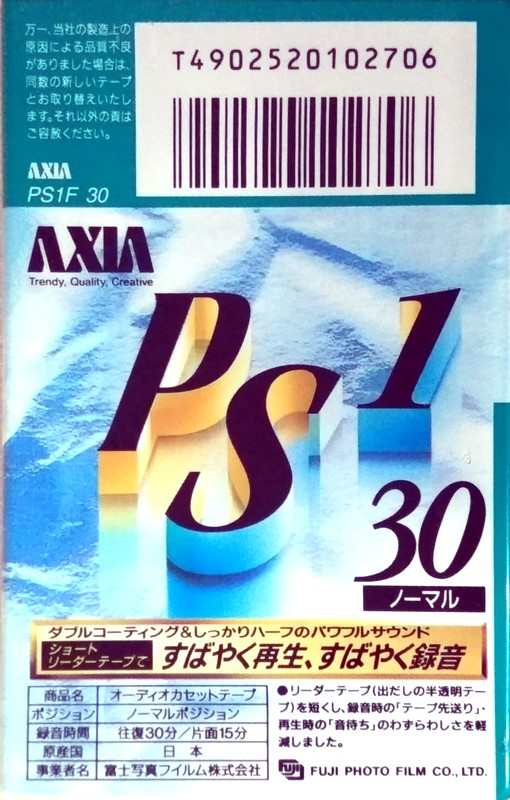 万一、当社の製造上の
原因による品質不良
がありました場合は、
同数の新しいテープ
とお取り替えいたし
ます。それ以外の責は
ご容赦ください。
T4902520102706
AXIA
PS1F 30
AXIA
Trendy, Quality, Creative
PS1
30
ノーマル
ダブルコーティング&しっかりハーフのパワフルサウンド
ショート
リーダーテープで すばやく再生、すばやく録音
商品名 オーディオカセットテープ
ポジション ノーマルポジション
録音時間 往復30分/片面15分
原産国 日本
事業者名 富士写真フイルム株式会社
●リーダーテープ(出だしの半透明テー
プ)を短くし、録音時の「テープ先送り」・
再生時の「音待ち」のわずらわしさを軽
減しました。
FUJI FUJI PHOTO FILM CO., LTD.